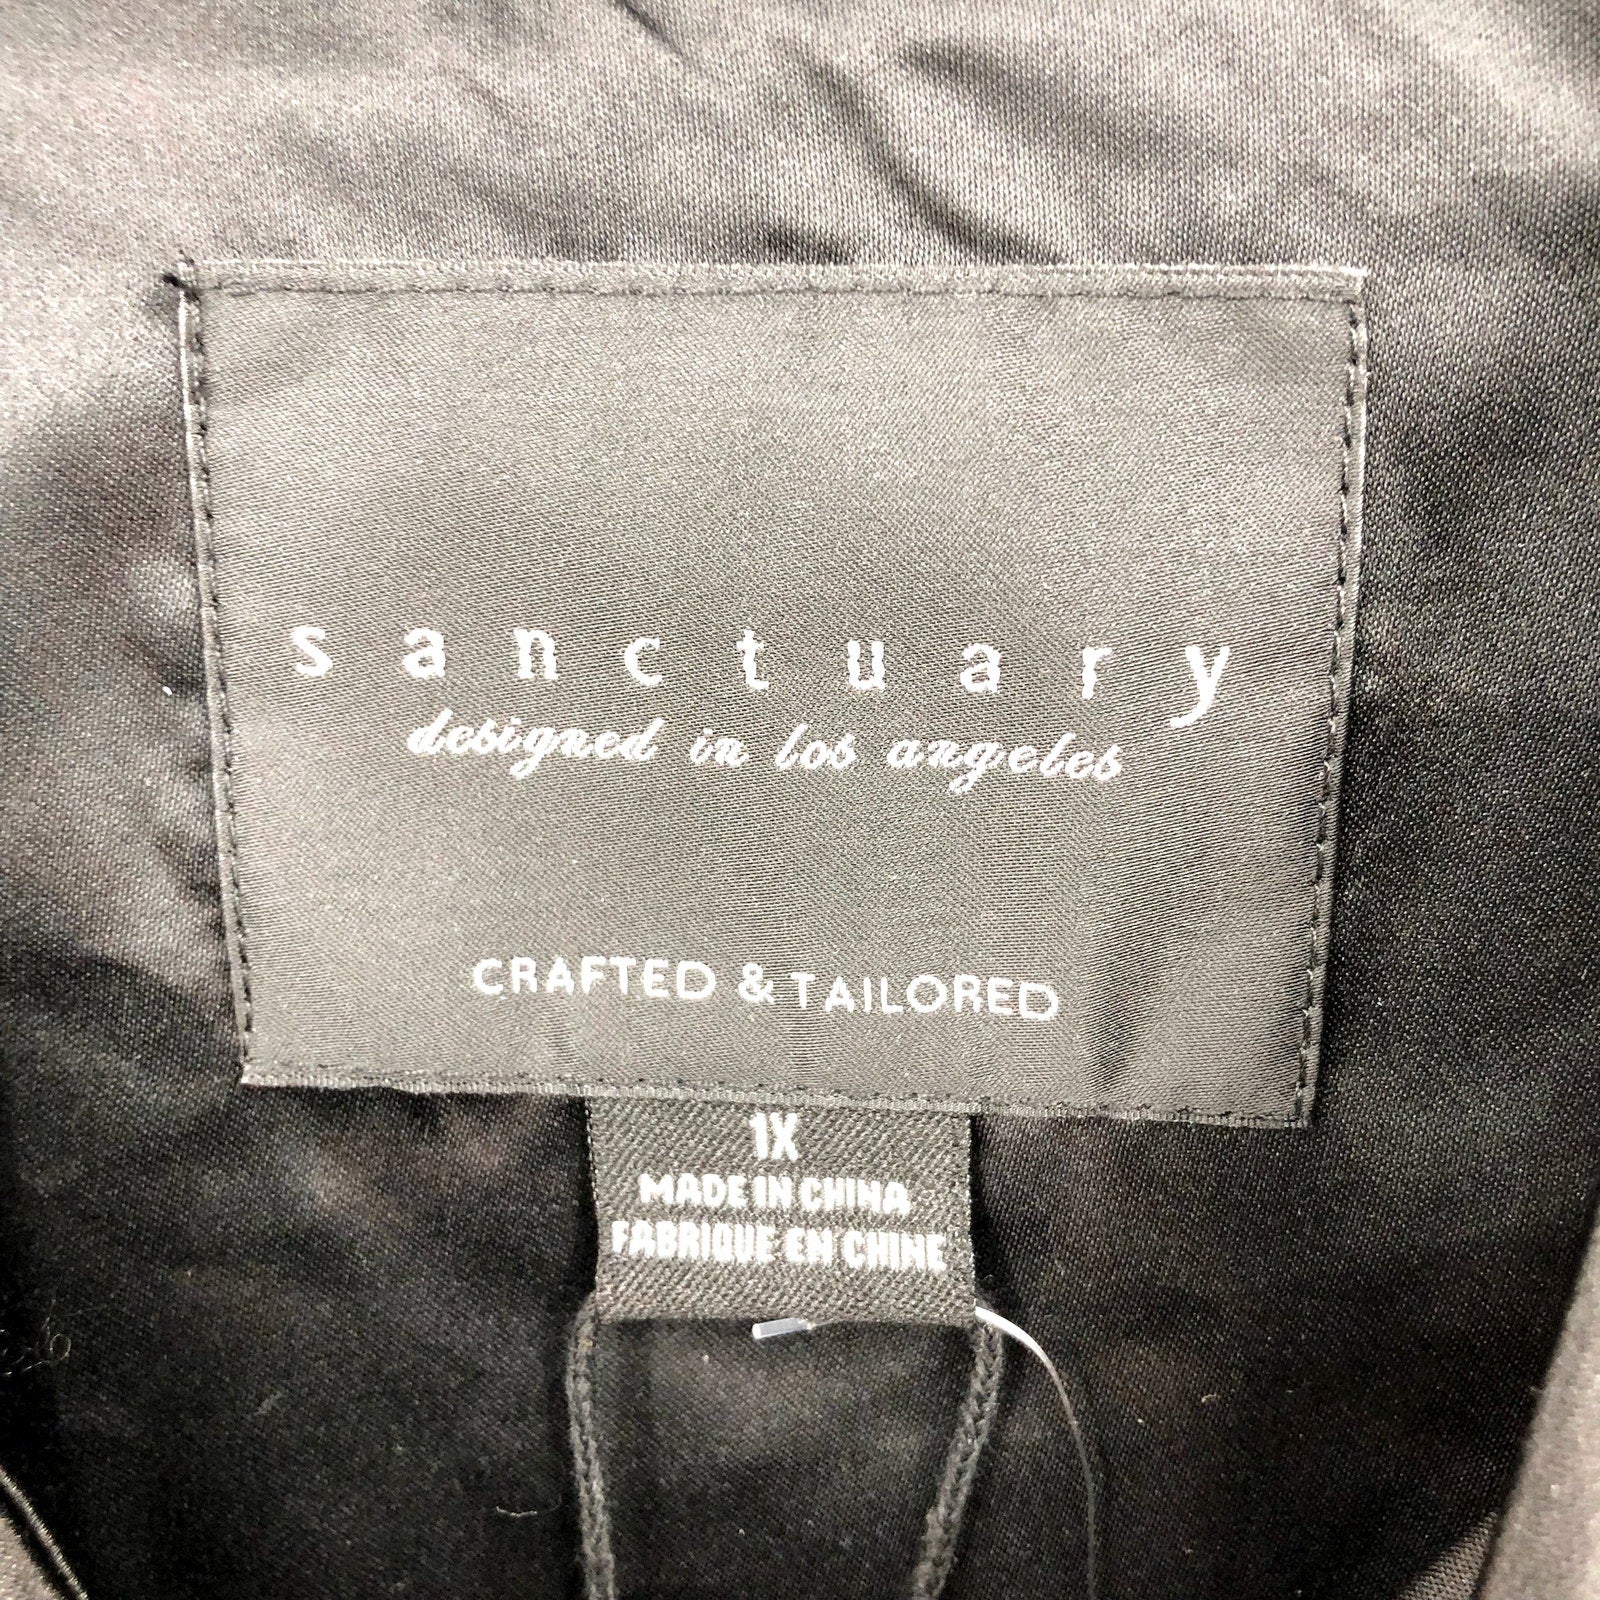 sanctuary
designed in los angeles
CRAFTED & TAILORED
1X
MADE IN CHINA
FABRIQUE EN CHINE